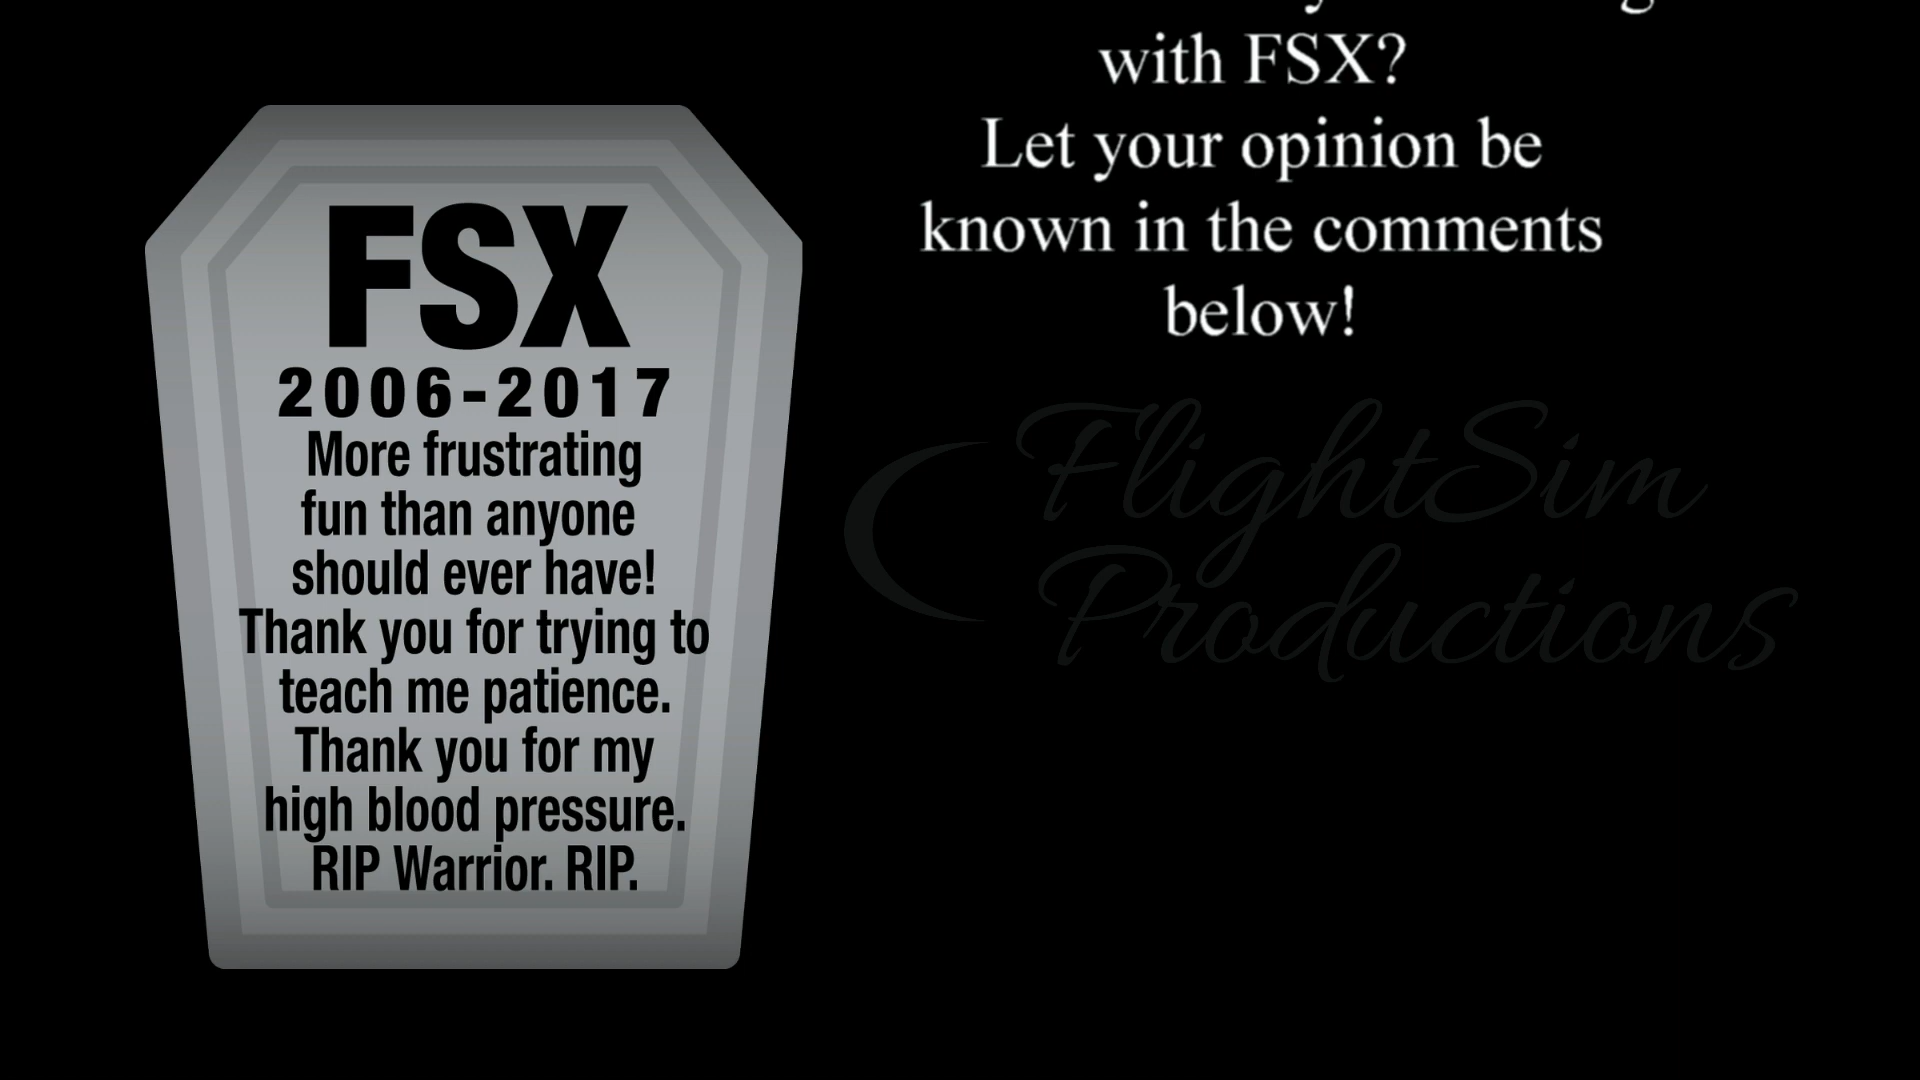 with FSX?
Let your opinion be
known in the comments
below!
FSX
2006-2017
More frustrating
fun than anyone
should ever have!
Thank you for trying to
teach me patience.
Thank you for my
high blood pressure.
RIP Warrior. RIP.
FlightSim
Productions